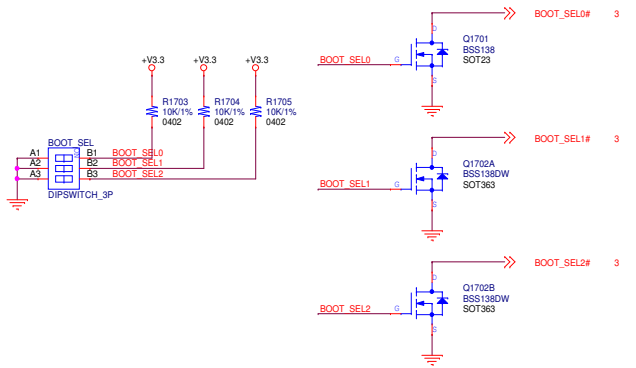 BOOT_SEL0# 3
D
Q1701
BSS138
SOT23
BOOT_SEL0 G
S
+V3.3 +V3.3 +V3.3
R1703 R1704 R1705
10K/1% 10K/1% 10K/1%
0402 0402 0402
BOOT_SEL
A1 B1 BOOT_SEL0
A2 B2 BOOT_SEL1
A3 B3 BOOT_SEL2
DIPSWITCH_3P
BOOT_SEL1# 3
D
Q1702A
BSS138DW
SOT363
BOOT_SEL1 G
S
BOOT_SEL2# 3
D
Q1702B
BSS138DW
SOT363
BOOT_SEL2 G
S